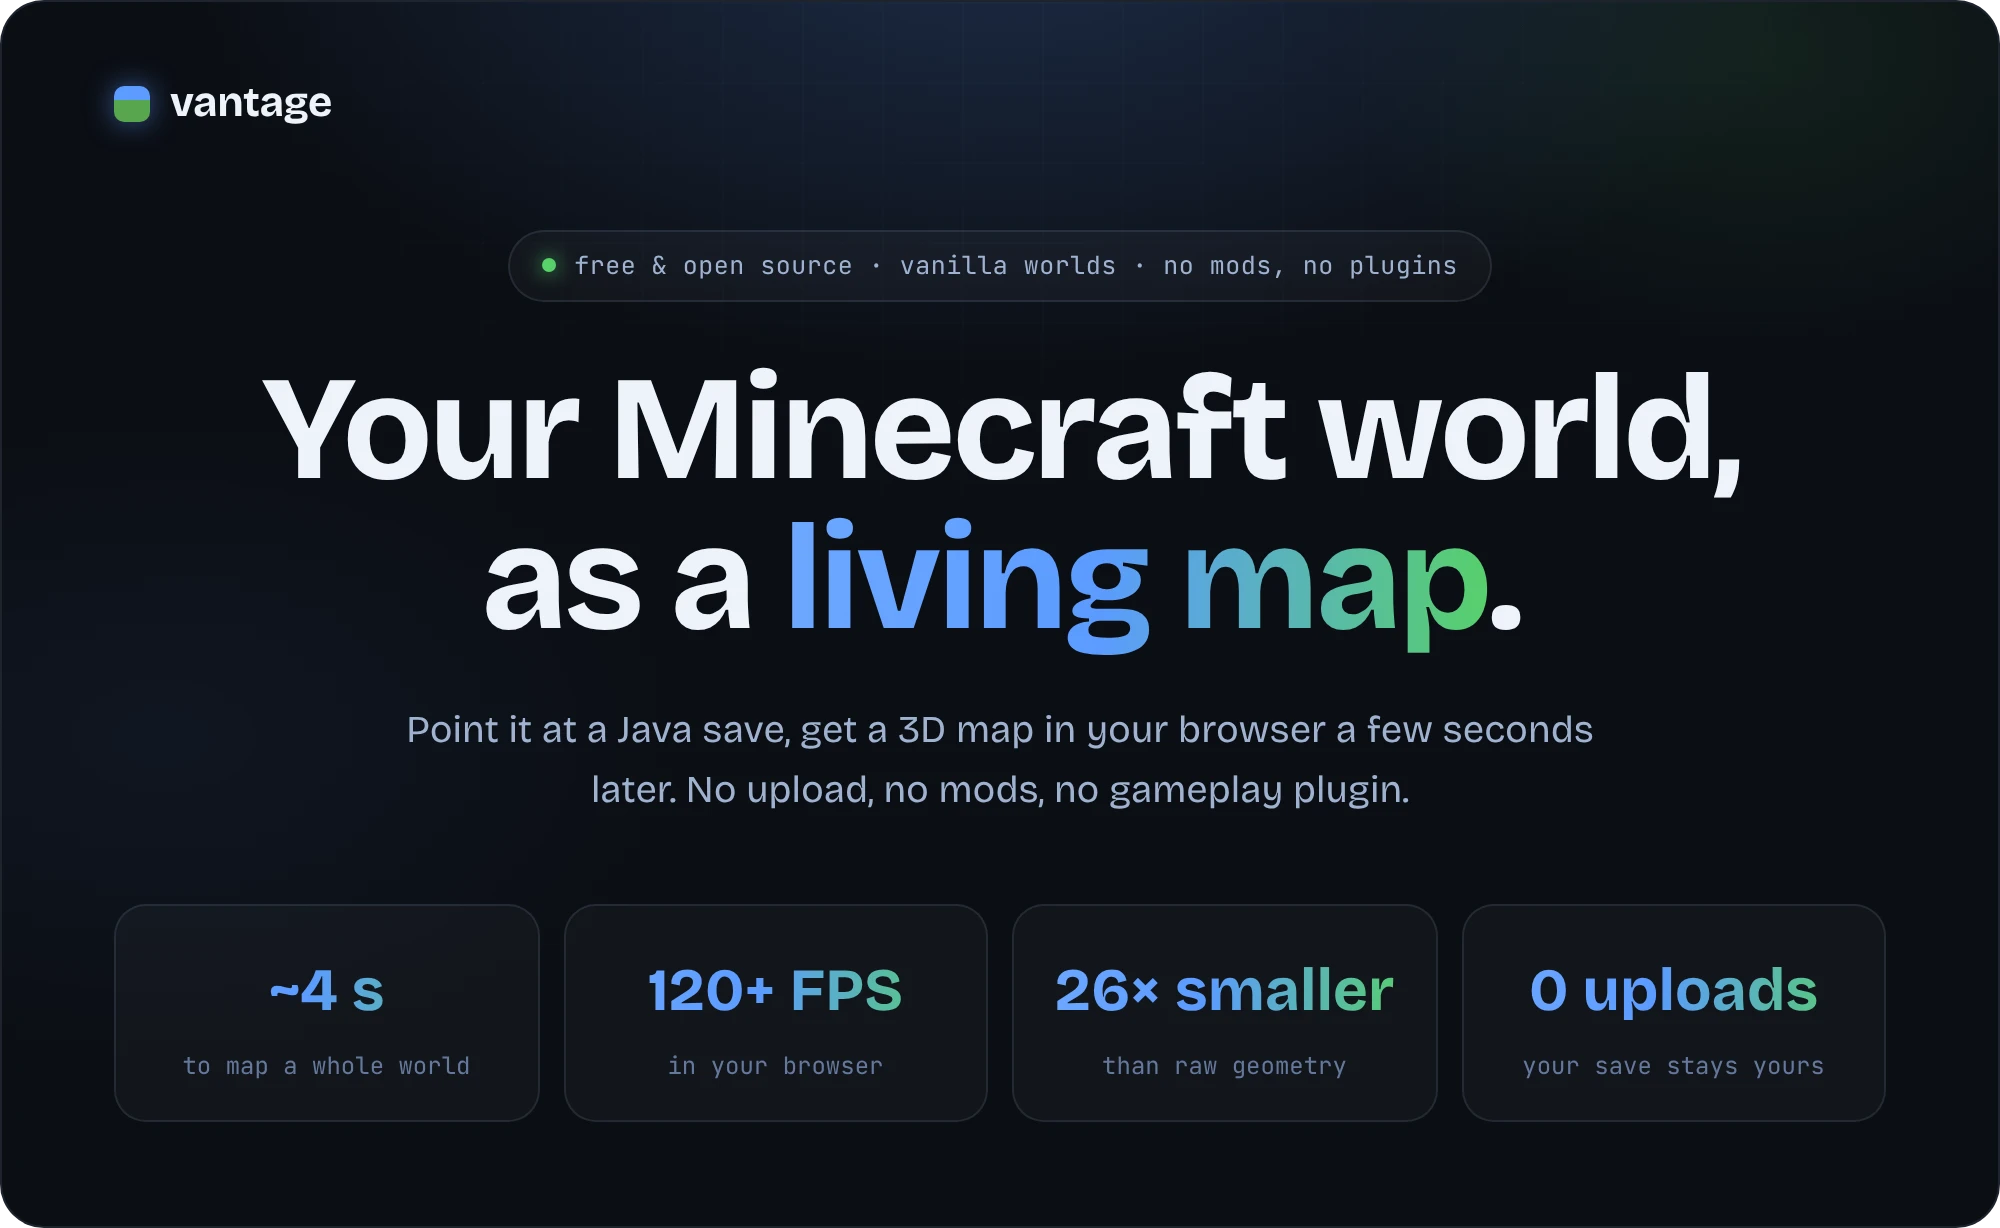 vantage
free & open source · vanilla worlds · no mods, no plugins
Your Minecraft world,
as a living map.
Point it at a Java save, get a 3D map in your browser a few seconds
later. No upload, no mods, no gameplay plugin.
~4 s
to map a whole world
120+ FPS
in your browser
26× smaller
than raw geometry
0 uploads
your save stays yours